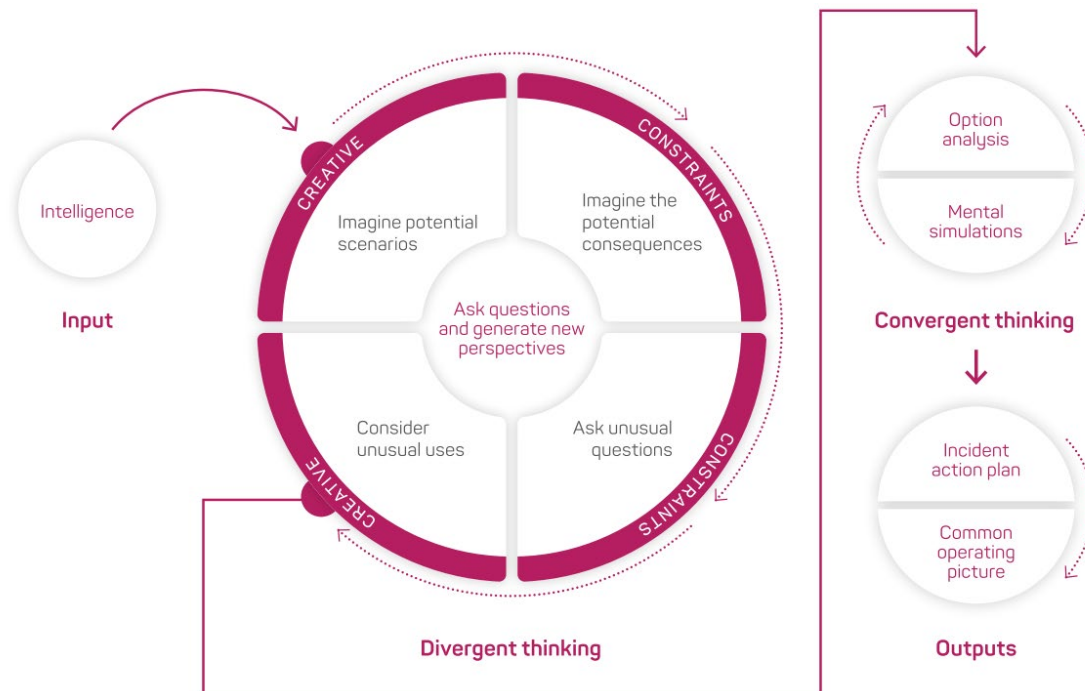 Intelligence
Input
CREATIVE
Imagine potential
scenarios
CONSTRAINTS
Imagine the
potential
consequences
Ask questions
and generate new
perspectives
Consider
unusual uses
CREATIVE
Ask unusual
questions
CONSTRAINTS
Divergent thinking
Option
analysis
Mental
simulations
Convergent thinking
Incident
action plan
Common
operating
picture
Outputs